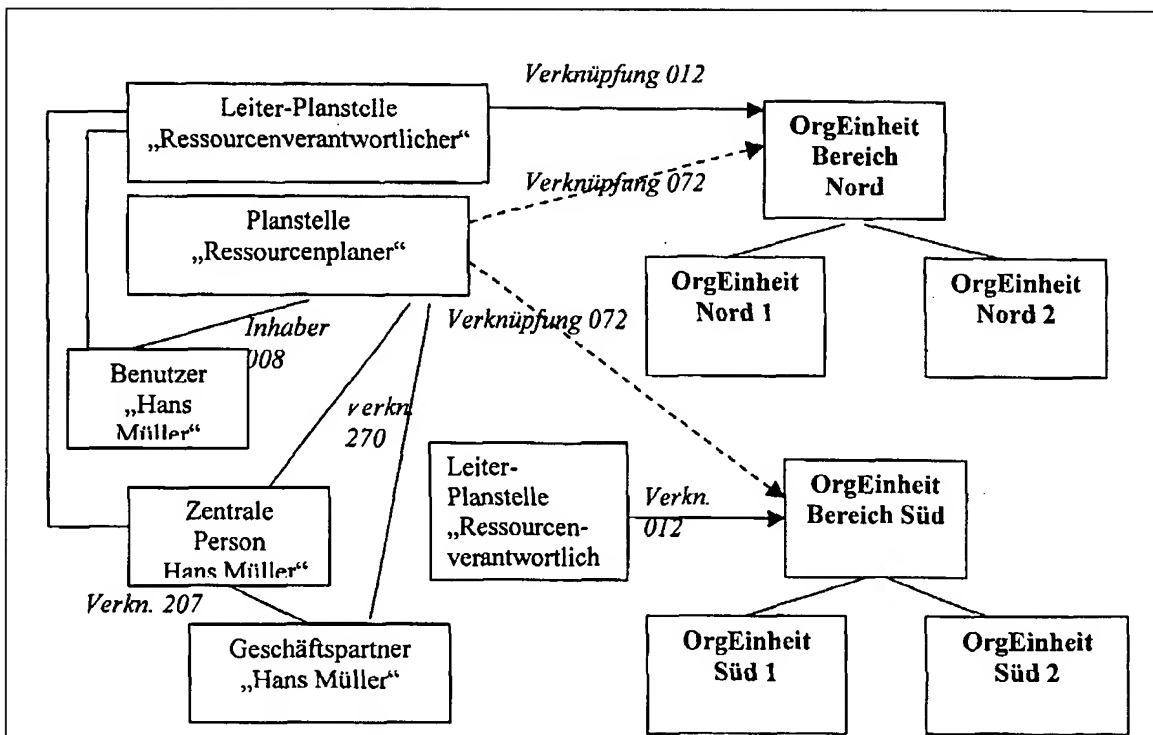 Verknüpfung 012
Leiter-Planstelle
„Ressourcenverantwortlicher“
OrgEinheit
Bereich
Nord
Verknüpfung 072
Planstelle
„Ressourcenplaner“
OrgEinheit
Nord 1
OrgEinheit
Nord 2
Inhaber
008
Verknüpfung 072
Benutzer
„Hans
Müller“
verkn.
270
Leiter-
Planstelle
„Ressourcen-
verantwortlich
Verkn.
012
OrgEinheit
Bereich Süd
Zentrale
Person
Hans Müller“
Verkn. 207
Geschäftspartner
„Hans Müller“
OrgEinheit
Süd 1
OrgEinheit
Süd 2